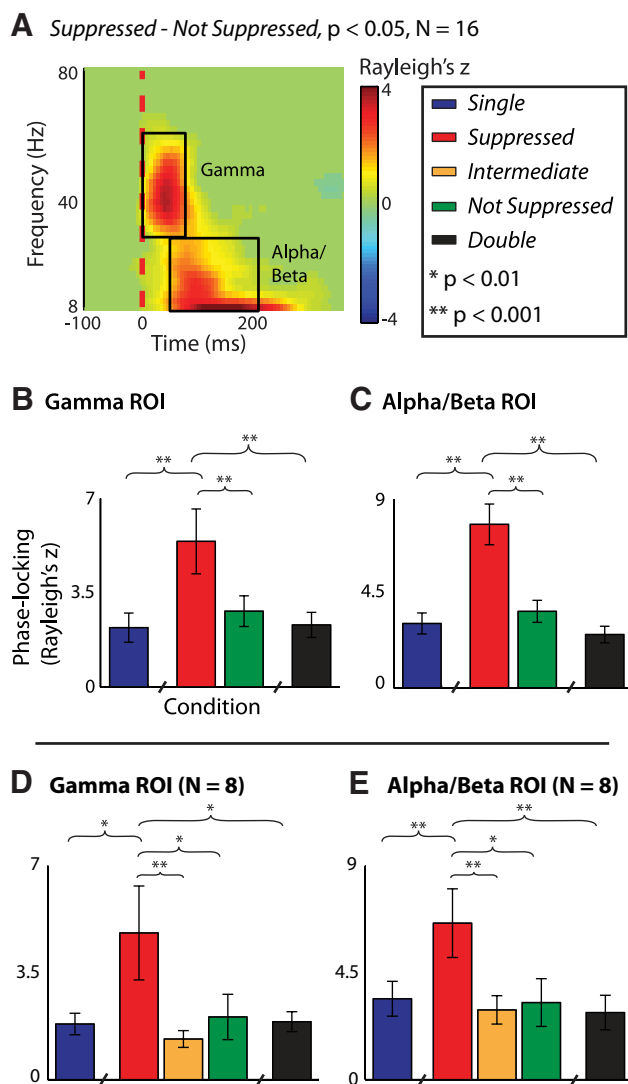 A Suppressed - Not Suppressed, p < 0.05, N = 16
Rayleigh's z
80
40
8
Frequency (Hz)
-100 0 200
Time (ms)
Gamma
Alpha/
Beta
4
0
-4
Single
Suppressed
Intermediate
Not Suppressed
Double
* p < 0.01
** p < 0.001
B Gamma ROI
** ** **
7
3.5
0
Phase-locking
(Rayleigh's z)
Condition
C Alpha/Beta ROI
** ** **
9
4.5
0
D Gamma ROI (N = 8)
* * * **
7
3.5
0
E Alpha/Beta ROI (N = 8)
** ** * **
9
4.5
0